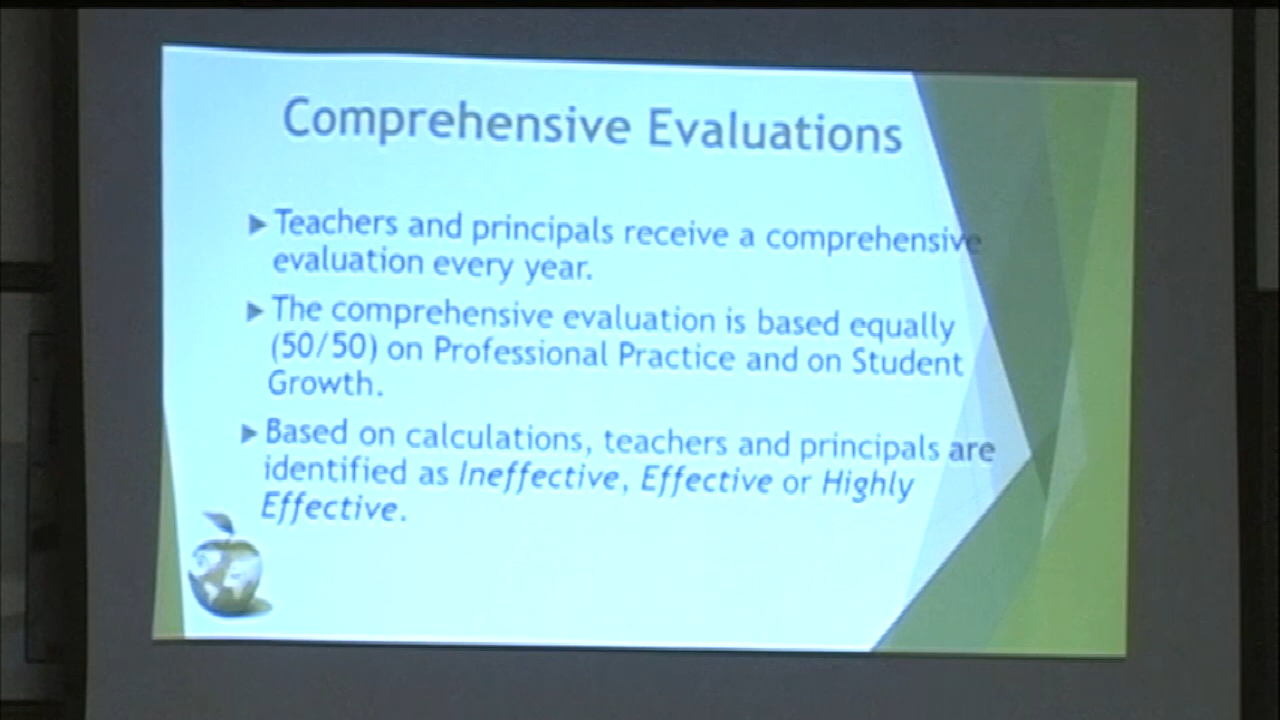 Comprehensive Evaluations
Teachers and principals receive a comprehensive
evaluation every year.
The comprehensive evaluation is based equally
(50/50) on Professional Practice and on Student
Growth.
Based on calculations, teachers and principals are
identified as Ineffective, Effective or Highly
Effective.